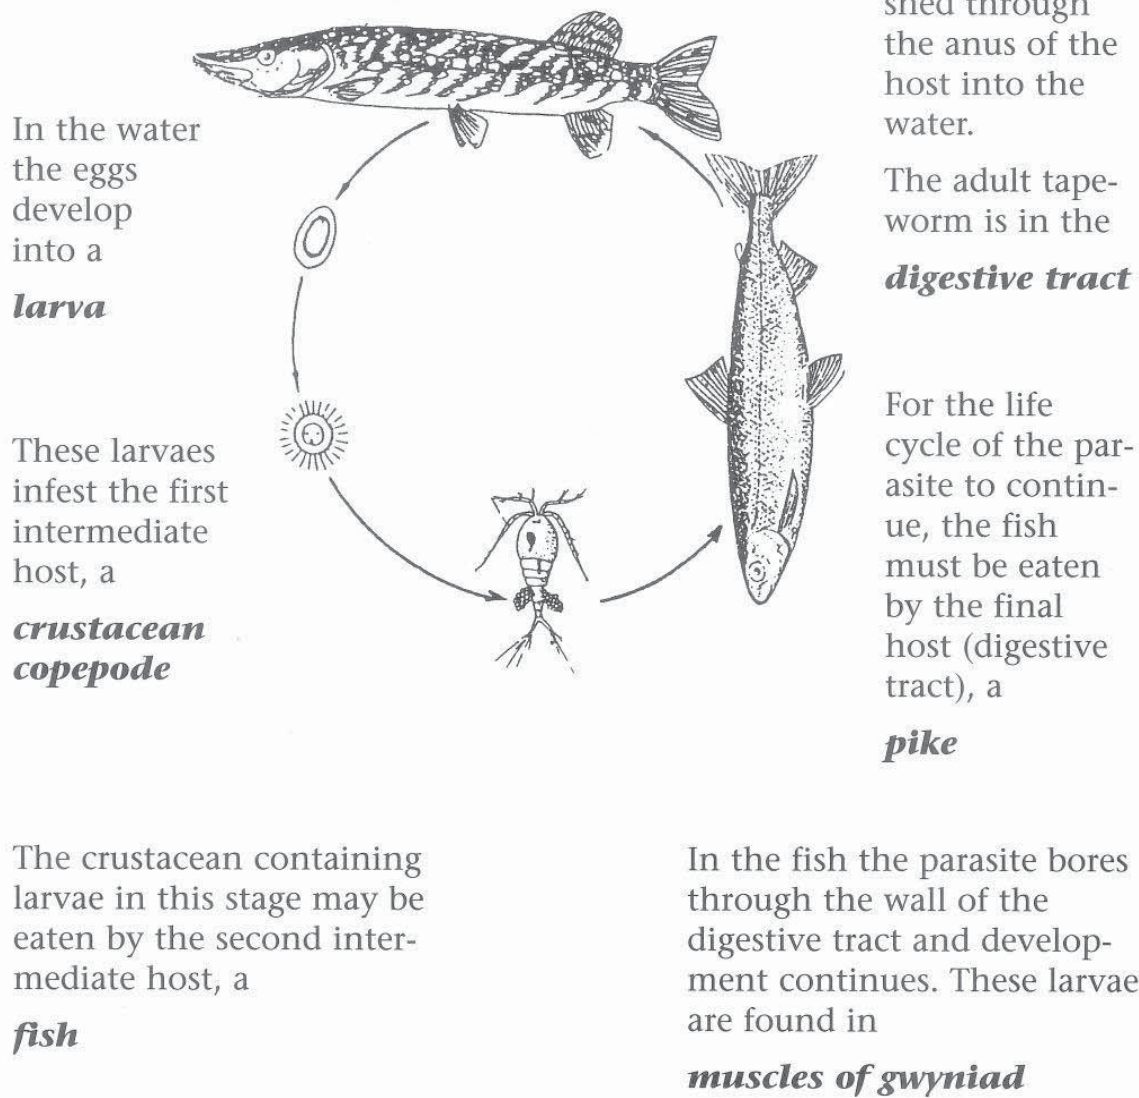 shed through
the anus of the
host into the
water.
The adult tape-
worm is in the
digestive tract
In the water
the eggs
develop
into a
larva
These larvaes
infest the first
intermediate
host, a
crustacean
copepode
For the life
cycle of the par-
asite to contin-
ue, the fish
must be eaten
by the final
host (digestive
tract), a
pike
The crustacean containing
larvae in this stage may be
eaten by the second inter-
mediate host, a
fish
In the fish the parasite bores
through the wall of the
digestive tract and develop-
ment continues. These larvae
are found in
muscles of gwyniad